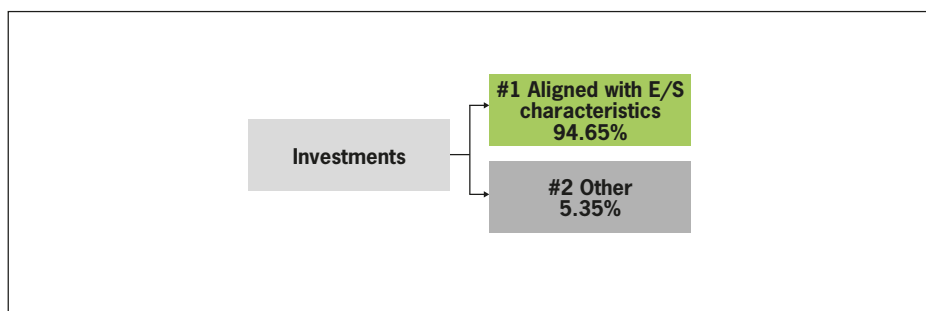 #1 Aligned with E/S
characteristics
94.65%
Investments
#2 Other
5.35%